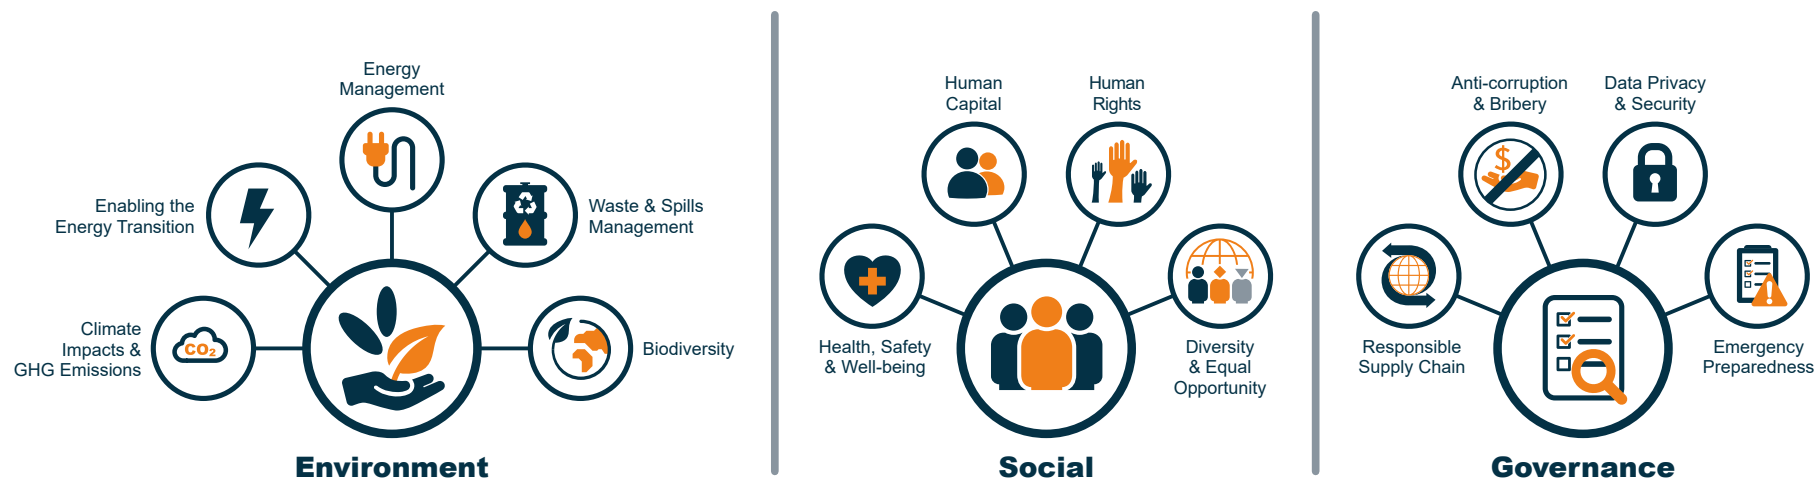 Energy
Management
Enabling the
Energy Transition
Waste & Spills
Management
Climate
Impacts &
GHG Emissions
CO₂
Biodiversity
Environment
Human
Capital
Human
Rights
Health, Safety
& Well-being
Diversity
& Equal
Opportunity
Social
Anti-corruption
& Bribery
$
Data Privacy
& Security
Responsible
Supply Chain
!
Emergency
Preparedness
Governance